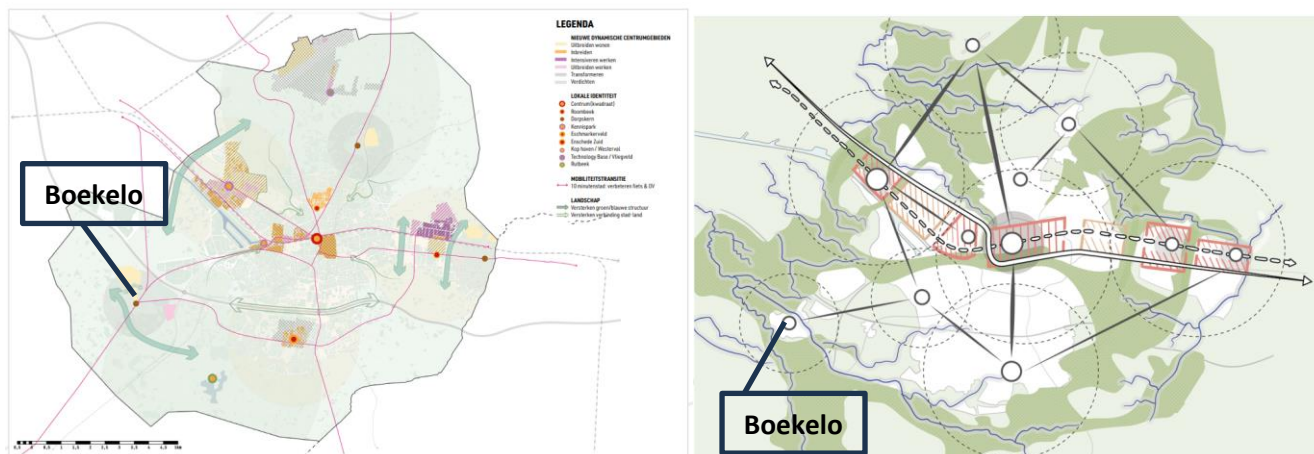 LEGENDA
NIEUWE DYNAMISCHE CENTRUMGEBIEDEN
Uitbreiden wonen
Inbreiden
Intensiveren werken
Uitbreiden werken
Transformeren
Verdichten
LOKALE IDENTITEIT
Centrum (kwadraat)
Roombeek
Dorpskern
Kennispark
Eschmarkerveld
Enschede Zuid
Kop haven / Westerval
Technology Base / Vliegveld
Rutbeek
MOBILITEITSTRANSITIE
10 minutenstad: verbeteren fiets & OV
LANDSCHAP
Versterken groen/blauwe structuur
Versterken verbinding stad-land
Boekelo
Boekelo